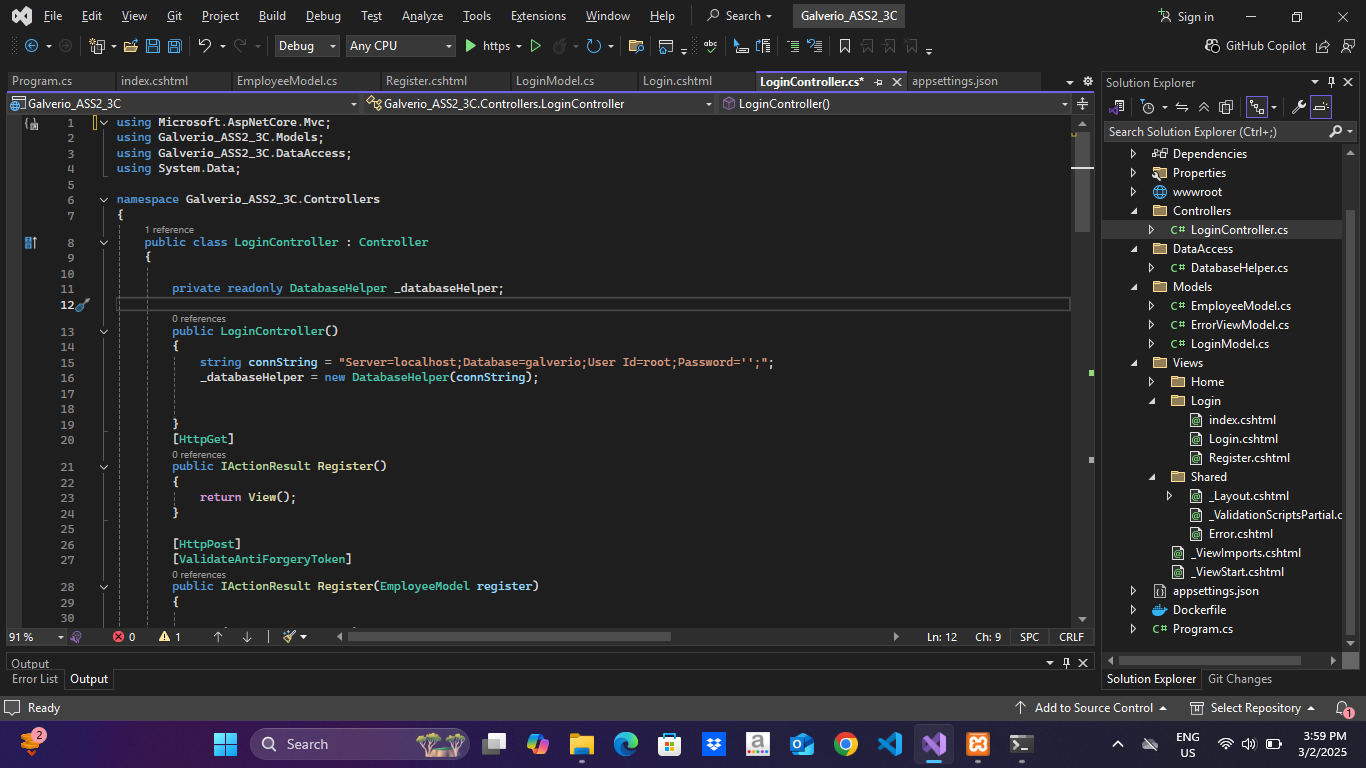 File Edit View Git Project Build Debug Test Analyze Tools Extensions Window Help Search Galverio_ASS2_3C Sign in
Debug Any CPU https GitHub Copilot
Program.cs index.cshtml EmployeeModel.cs Register.cshtml LoginModel.cs Login.cshtml LoginController.cs* appsettings.json
Galverio_ASS2_3C Galverio_ASS2_3C.Controllers.LoginController LoginController()
1 using Microsoft.AspNetCore.Mvc;
2 using Galverio_ASS2_3C.Models;
3 using Galverio_ASS2_3C.DataAccess;
4 using System.Data;
5
6 namespace Galverio_ASS2_3C.Controllers
7 {
1 reference
8 public class LoginController : Controller
9 {
10
11 private readonly DatabaseHelper _databaseHelper;
12
0 references
13 public LoginController()
14 {
15 string connString = "Server=localhost;Database=galverio;User Id=root;Password='';";
16 _databaseHelper = new DatabaseHelper(connString);
17
18
19 }
20 [HttpGet]
0 references
21 public IActionResult Register()
22 {
23 return View();
24 }
25
26 [HttpPost]
27 [ValidateAntiForgeryToken]
0 references
28 public IActionResult Register(EmployeeModel register)
29 {
30
91 % 0 1 Ln: 12 Ch: 9 SPC CRLF
Output
Error List Output
Solution Explorer
Search Solution Explorer (Ctrl+;)
Dependencies
Properties
wwwroot
Controllers
C# LoginController.cs
DataAccess
C# DatabaseHelper.cs
Models
C# EmployeeModel.cs
C# ErrorViewModel.cs
C# LoginModel.cs
Views
Home
Login
index.cshtml
Login.cshtml
Register.cshtml
Shared
_Layout.cshtml
_ValidationScriptsPartial.c
Error.cshtml
_ViewImports.cshtml
_ViewStart.cshtml
appsettings.json
Dockerfile
C# Program.cs
Solution Explorer Git Changes
Ready Add to Source Control Select Repository 1
2 Search ENG US 3:59 PM 3/2/2025